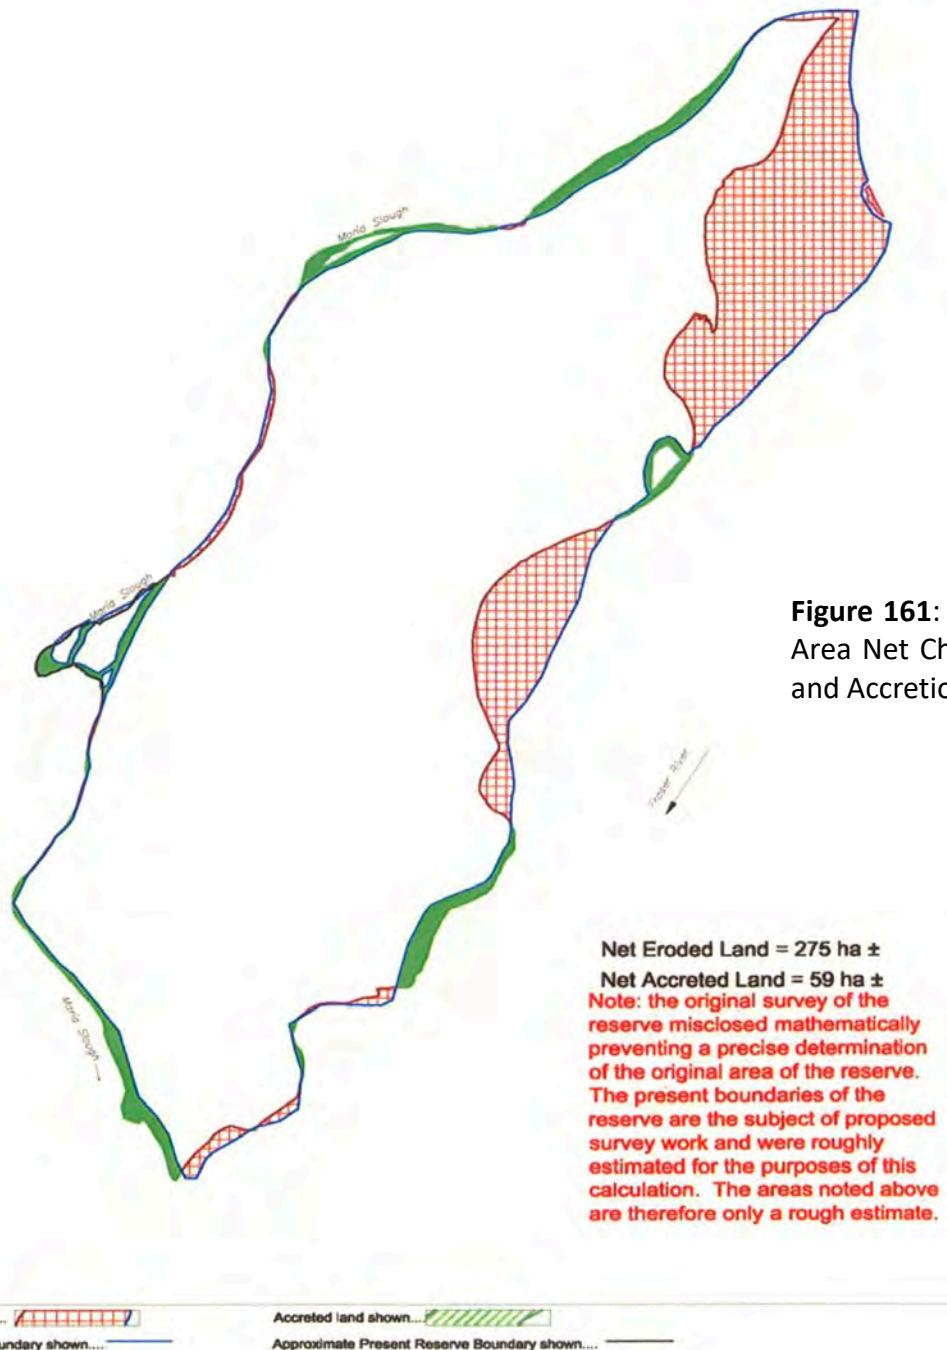 Maria Slough
Maria Slough
Figure 161:
Area Net Ch
and Accretio
Fraser River
Net Eroded Land = 275 ha ±
Net Accreted Land = 59 ha ±
Note: the original survey of the
reserve misclosed mathematically
preventing a precise determination
of the original area of the reserve.
The present boundaries of the
reserve are the subject of proposed
survey work and were roughly
estimated for the purposes of this
calculation. The areas noted above
are therefore only a rough estimate.
Maria Slough
Accreted land shown....
undary shown....
Approximate Present Reserve Boundary shown....